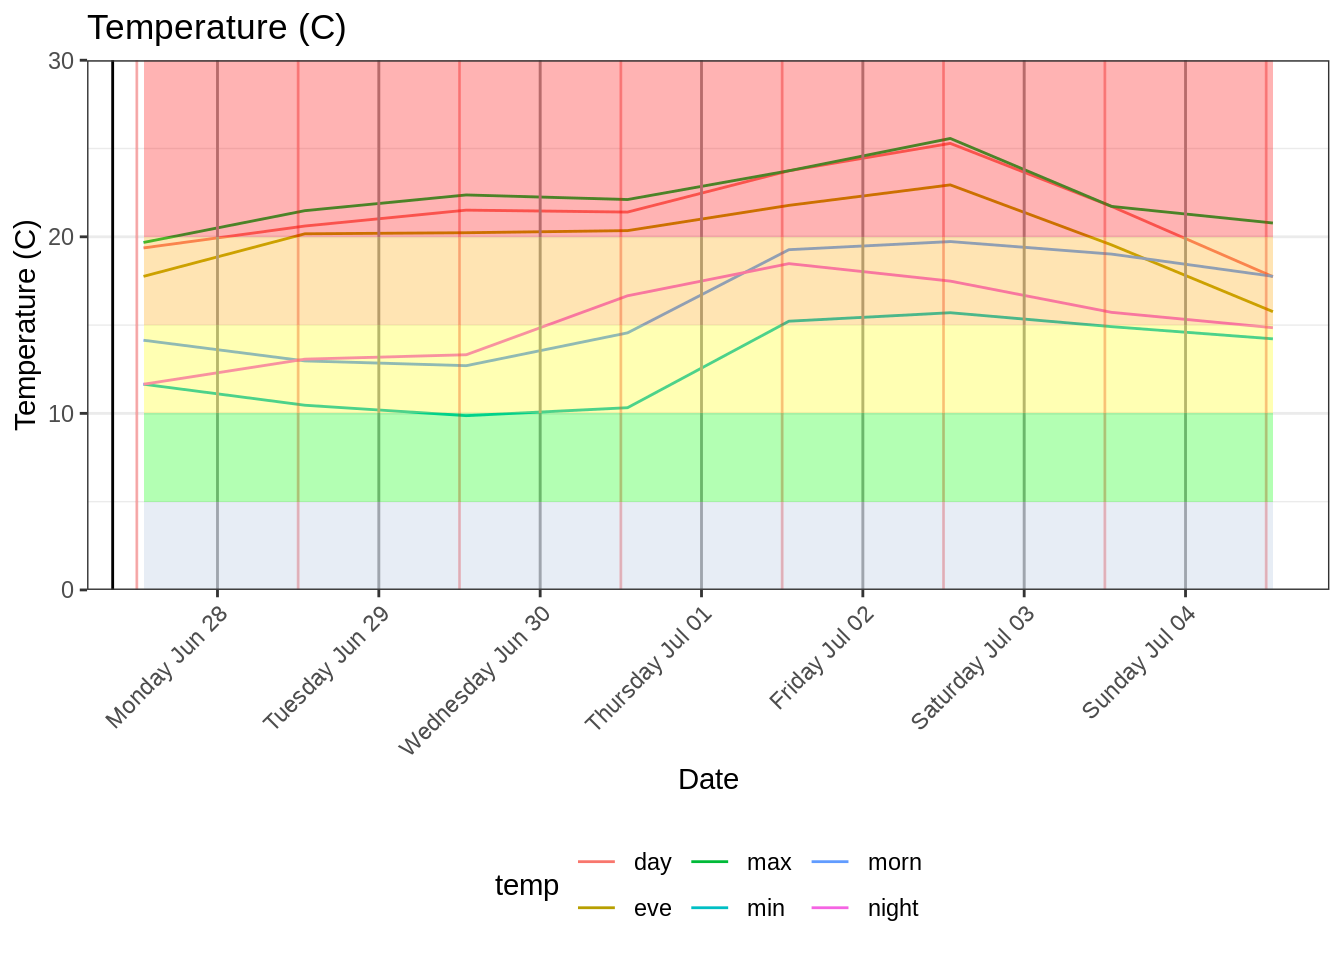 Temperature (C)
30
20
10
0
Temperature (C)
Monday Jun 28
Tuesday Jun 29
Wednesday Jun 30
Thursday Jul 01
Friday Jul 02
Saturday Jul 03
Sunday Jul 04
Date
temp
day
max
morn
eve
min
night